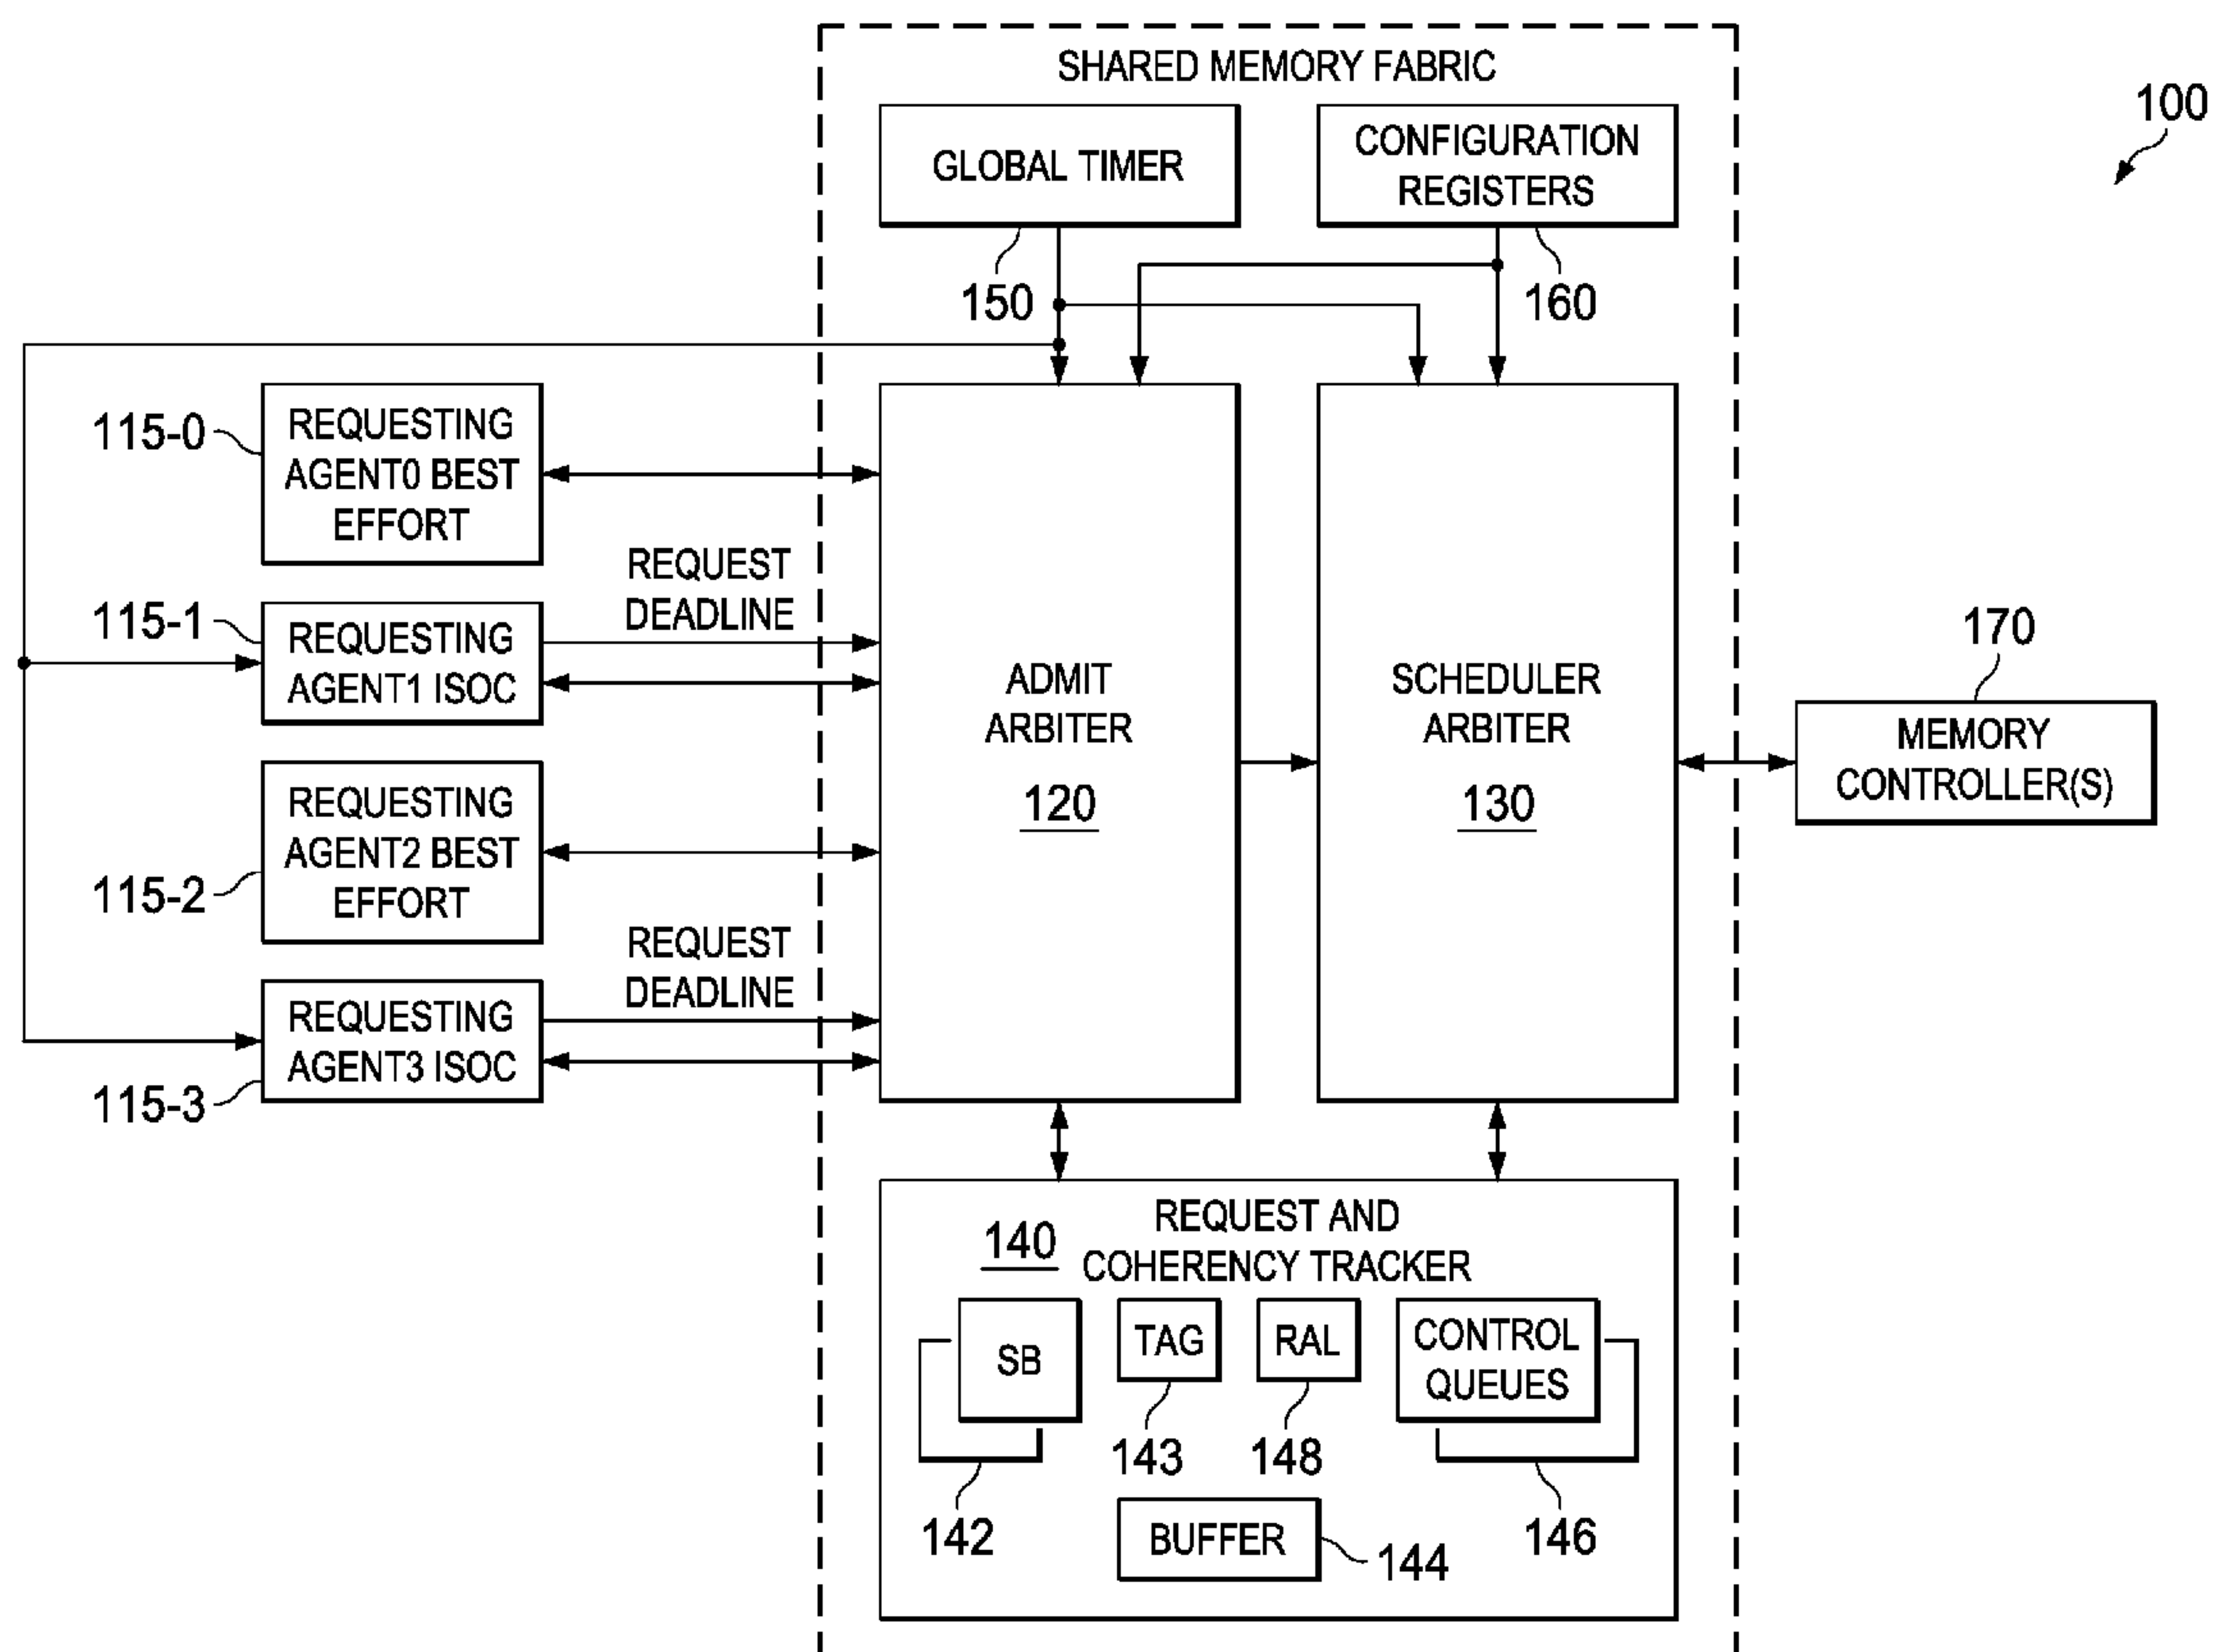 SHARED MEMORY FABRIC
100
GLOBAL TIMER
CONFIGURATION
REGISTERS
150
160
115-0
REQUESTING
AGENT0 BEST
EFFORT
REQUEST
DEADLINE
115-1
REQUESTING
AGENT1 ISOC
ADMIT
ARBITER
120
SCHEDULER
ARBITER
130
170
MEMORY
CONTROLLER(S)
115-2
REQUESTING
AGENT2 BEST
EFFORT
REQUEST
DEADLINE
115-3
REQUESTING
AGENT3 ISOC
140
REQUEST AND
COHERENCY TRACKER
SB
TAG
RAL
CONTROL
QUEUES
143
148
142
BUFFER
144
146